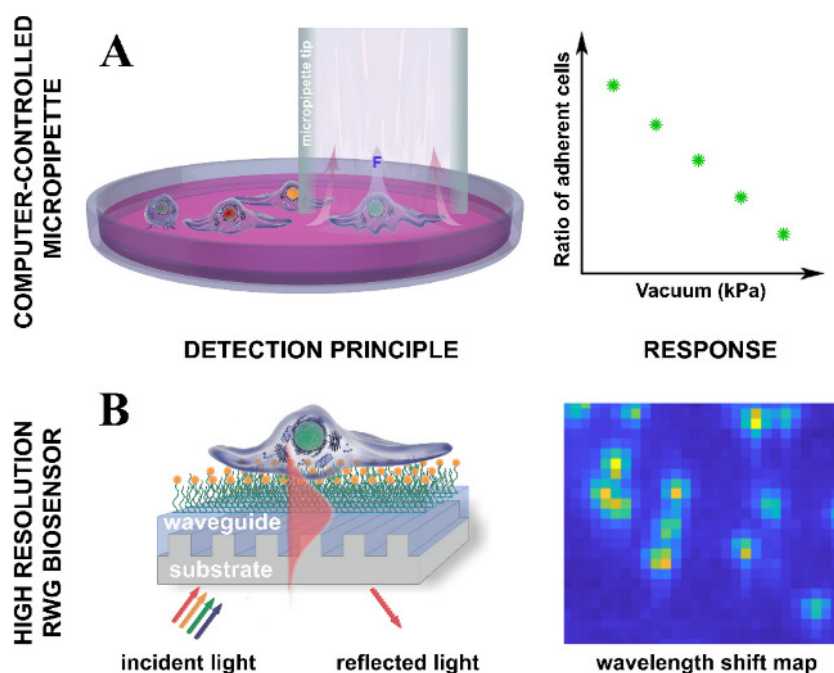 COMPUTER-CONTROLLED
MICROPIPETTE
A
micropipette tip
F
Ratio of adherent cells
Vacuum (kPa)
DETECTION PRINCIPLE
RESPONSE
HIGH RESOLUTION
RWG BIOSENSOR
B
waveguide
substrate
incident light
reflected light
wavelength shift map